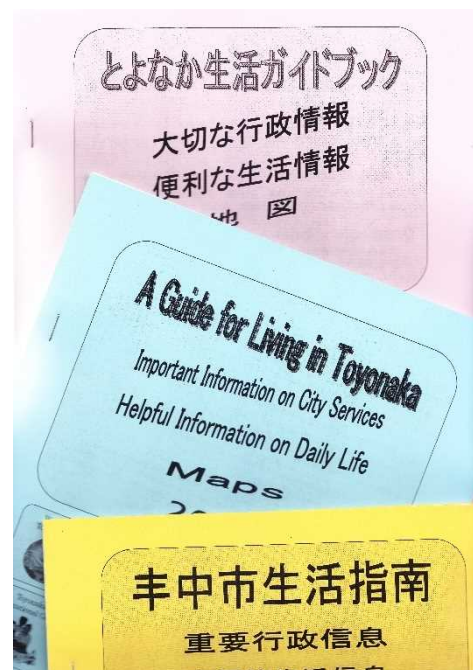 とよなか生活ガイドブック
大切な行政情報
便利な生活情報
地 図
A Guide for Living in Toyonaka
Important Information on City Services
Helpful Information on Daily Life
Maps
丰中市生活指南
重要行政信息